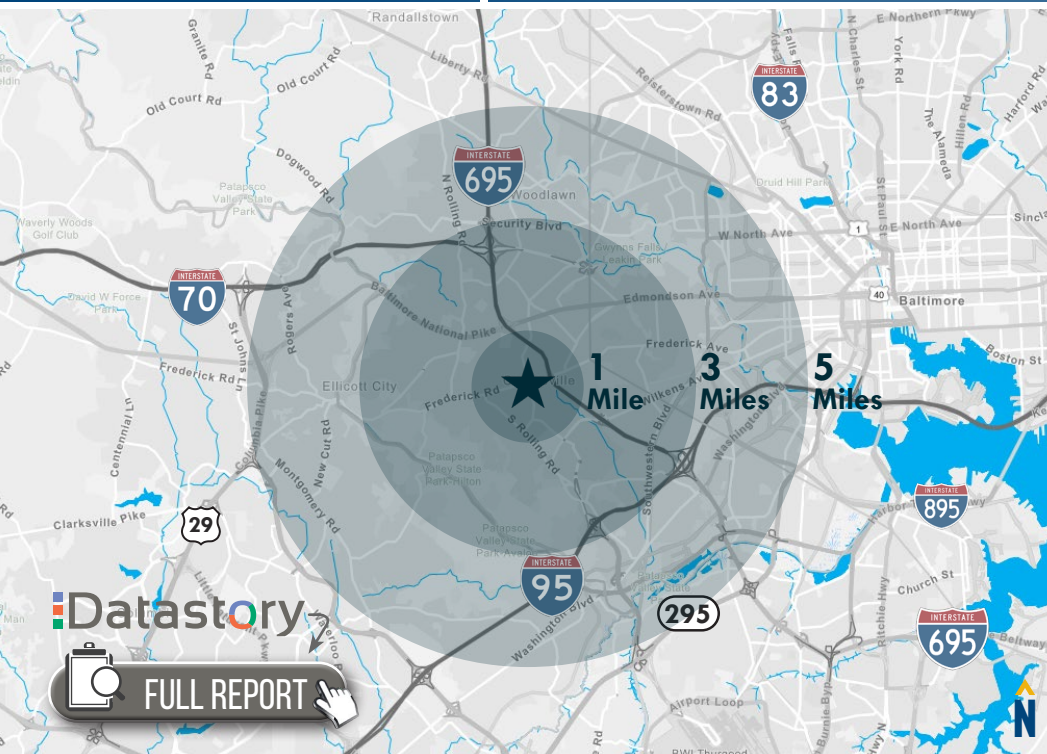 Randallstown
Granite Rd
Old Court Rd
Liberty Rd
Old Court Rd
Reisterstown Rd
Falls
N Charles St
York Rd
E Northern Pkwy
The Alameda
Hillen Rd
Harford Rd
INTERSTATE
83
INTERSTATE
695
Dogwood Rd
N Rolling Rd
Woodlawn
Druid Hill Park
St Paul St
Patapsco
Valley State
Park
Waverly Woods
Golf Club
Security Blvd
Gwynns Falls
Leakin Park
W North Ave
1
E North Ave
INTERSTATE
70
David W Force
Park
Rogers Ave
Baltimore National Pike
Edmondson Ave
40
Baltimore
St Johns Ln
Frederick Rd
Frederick Ave
Boston St
Ellicott City
Frederick Rd
ville
1
Mile
3
Miles
5
Miles
Wilkens Ave
Washington Blvd
Centennial Ln
Columbia Pike
New Cut Rd
S Rolling Rd
Southwestern Blvd
Patapsco
Valley State
Park-Hilton
Montgomery Rd
Clarksville Pike
29
INTERSTATE
895
Harbor
wy
Patapsco
Valley State
Park-Avalon
INTERSTATE
95
Washington Blvd
295
Church St
Ritchie Hwy
INTERSTATE
695
Beltway
Datastory
Waterloo
FULL REPORT
Airport Loop
N